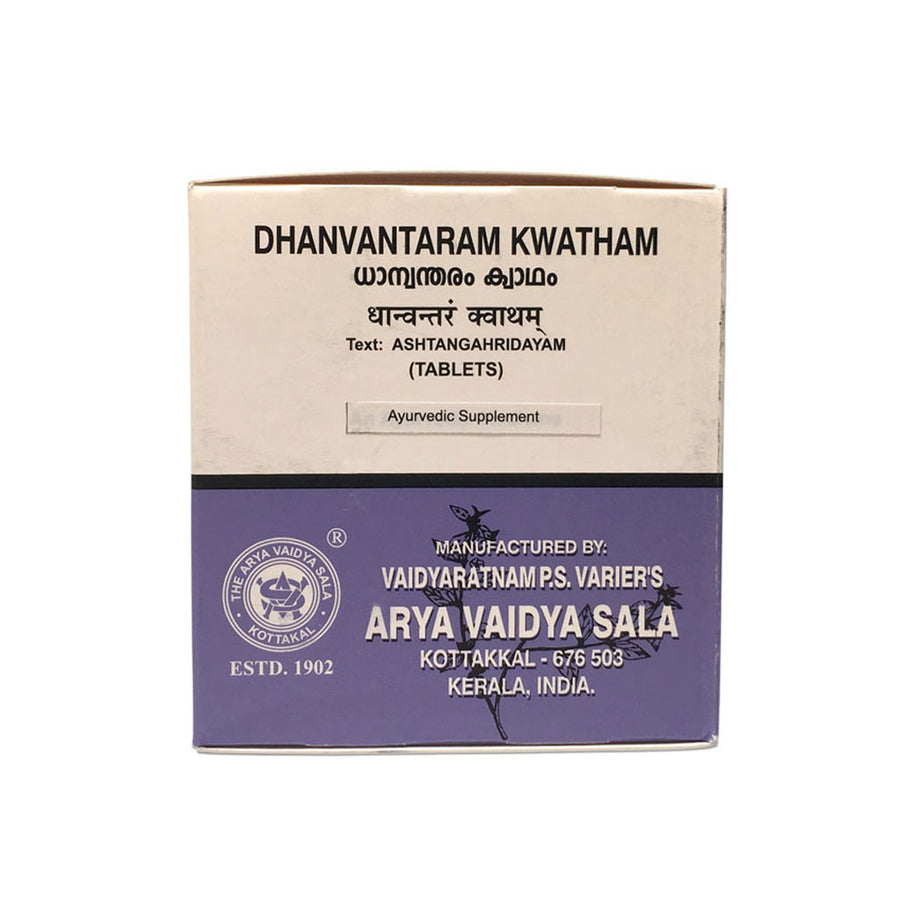 DHANVANTARAM KWATHAM
ധാന്വന്തരം ക്വാഥം
धान्वन्तरं क्वाथम्
Text: ASHTANGAHRIDAYAM
(TABLETS)
Ayurvedic Supplement
THE ARYA VAIDYA SALA
KOTTAKAL
®
ESTD. 1902
MANUFACTURED BY:
VAIDYARATNAM P.S. VARIER'S
ARYA VAIDYA SALA
KOTTAKKAL - 676 503
KERALA, INDIA.